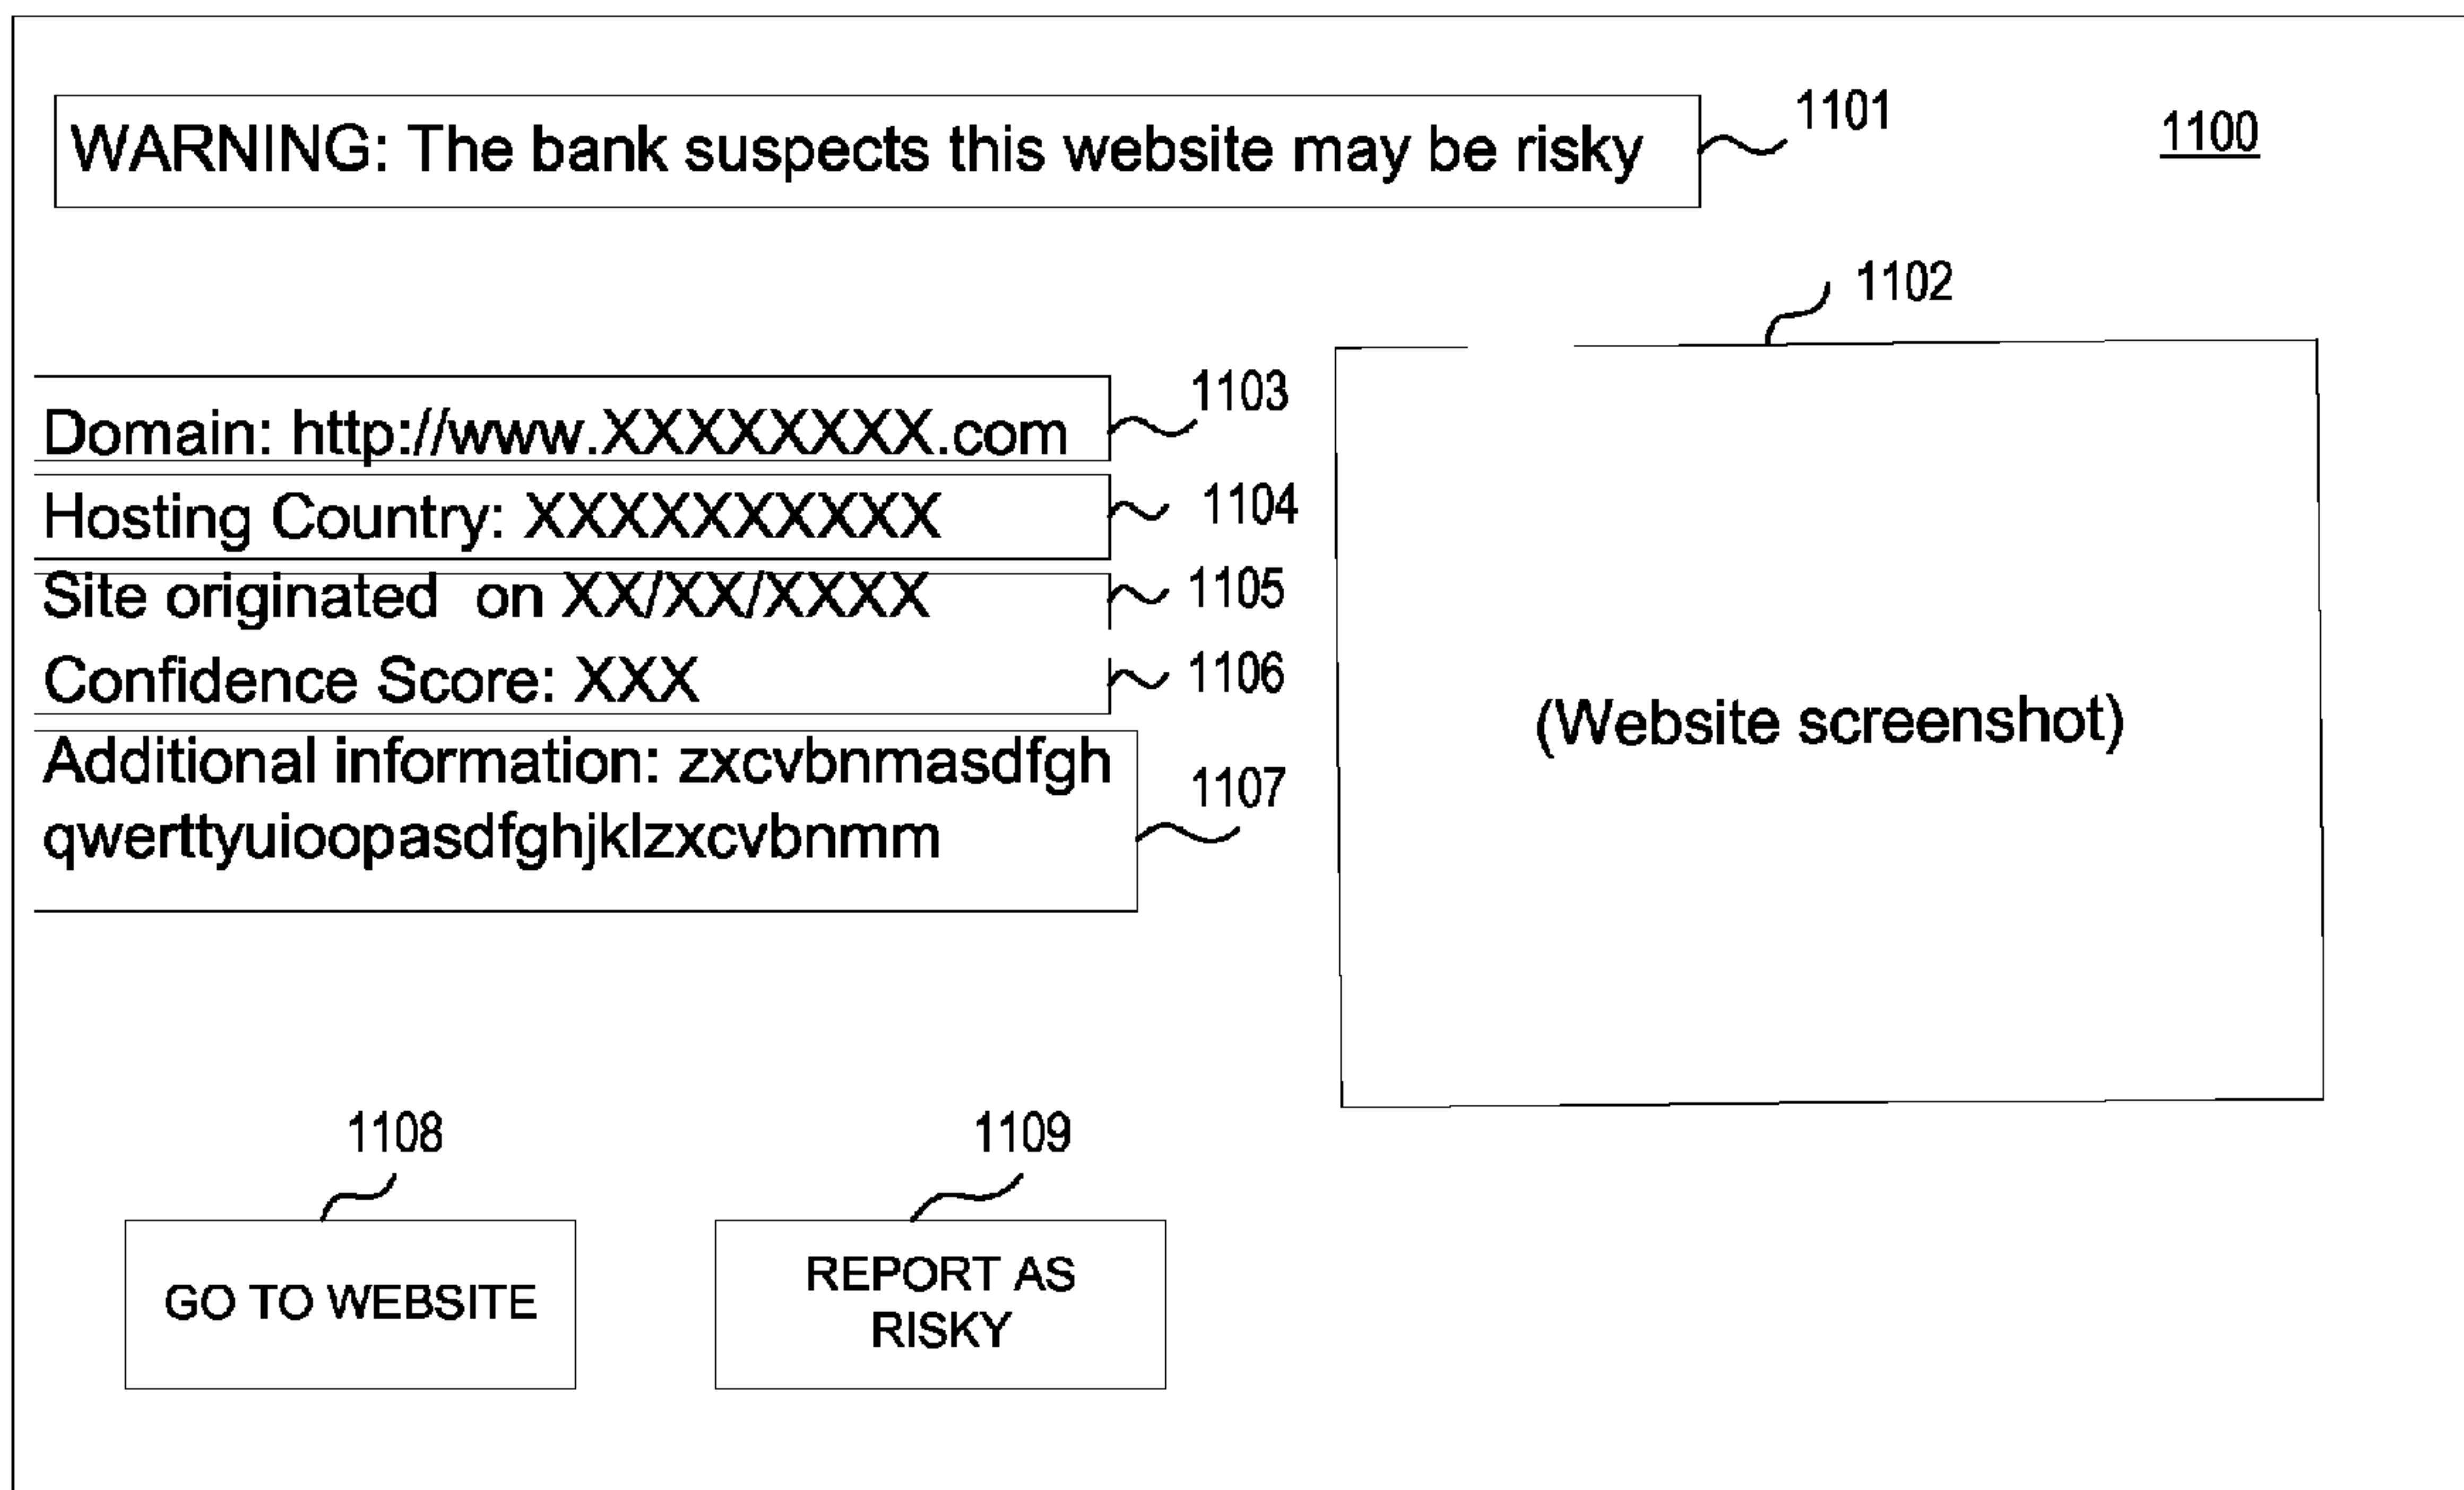 WARNING: The bank suspects this website may be risky
1101
1100
1102
Domain: http://www.XXXXXXXX.com
1103
Hosting Country: XXXXXXXXXX
1104
Site originated on XX/XX/XXXX
1105
Confidence Score: XXX
1106
Additional information: zxcvbnmasdfgh
qwerttyuioopasdfghjklzxcvbnmm
1107
(Website screenshot)
1108
1109
GO TO WEBSITE
REPORT AS
RISKY